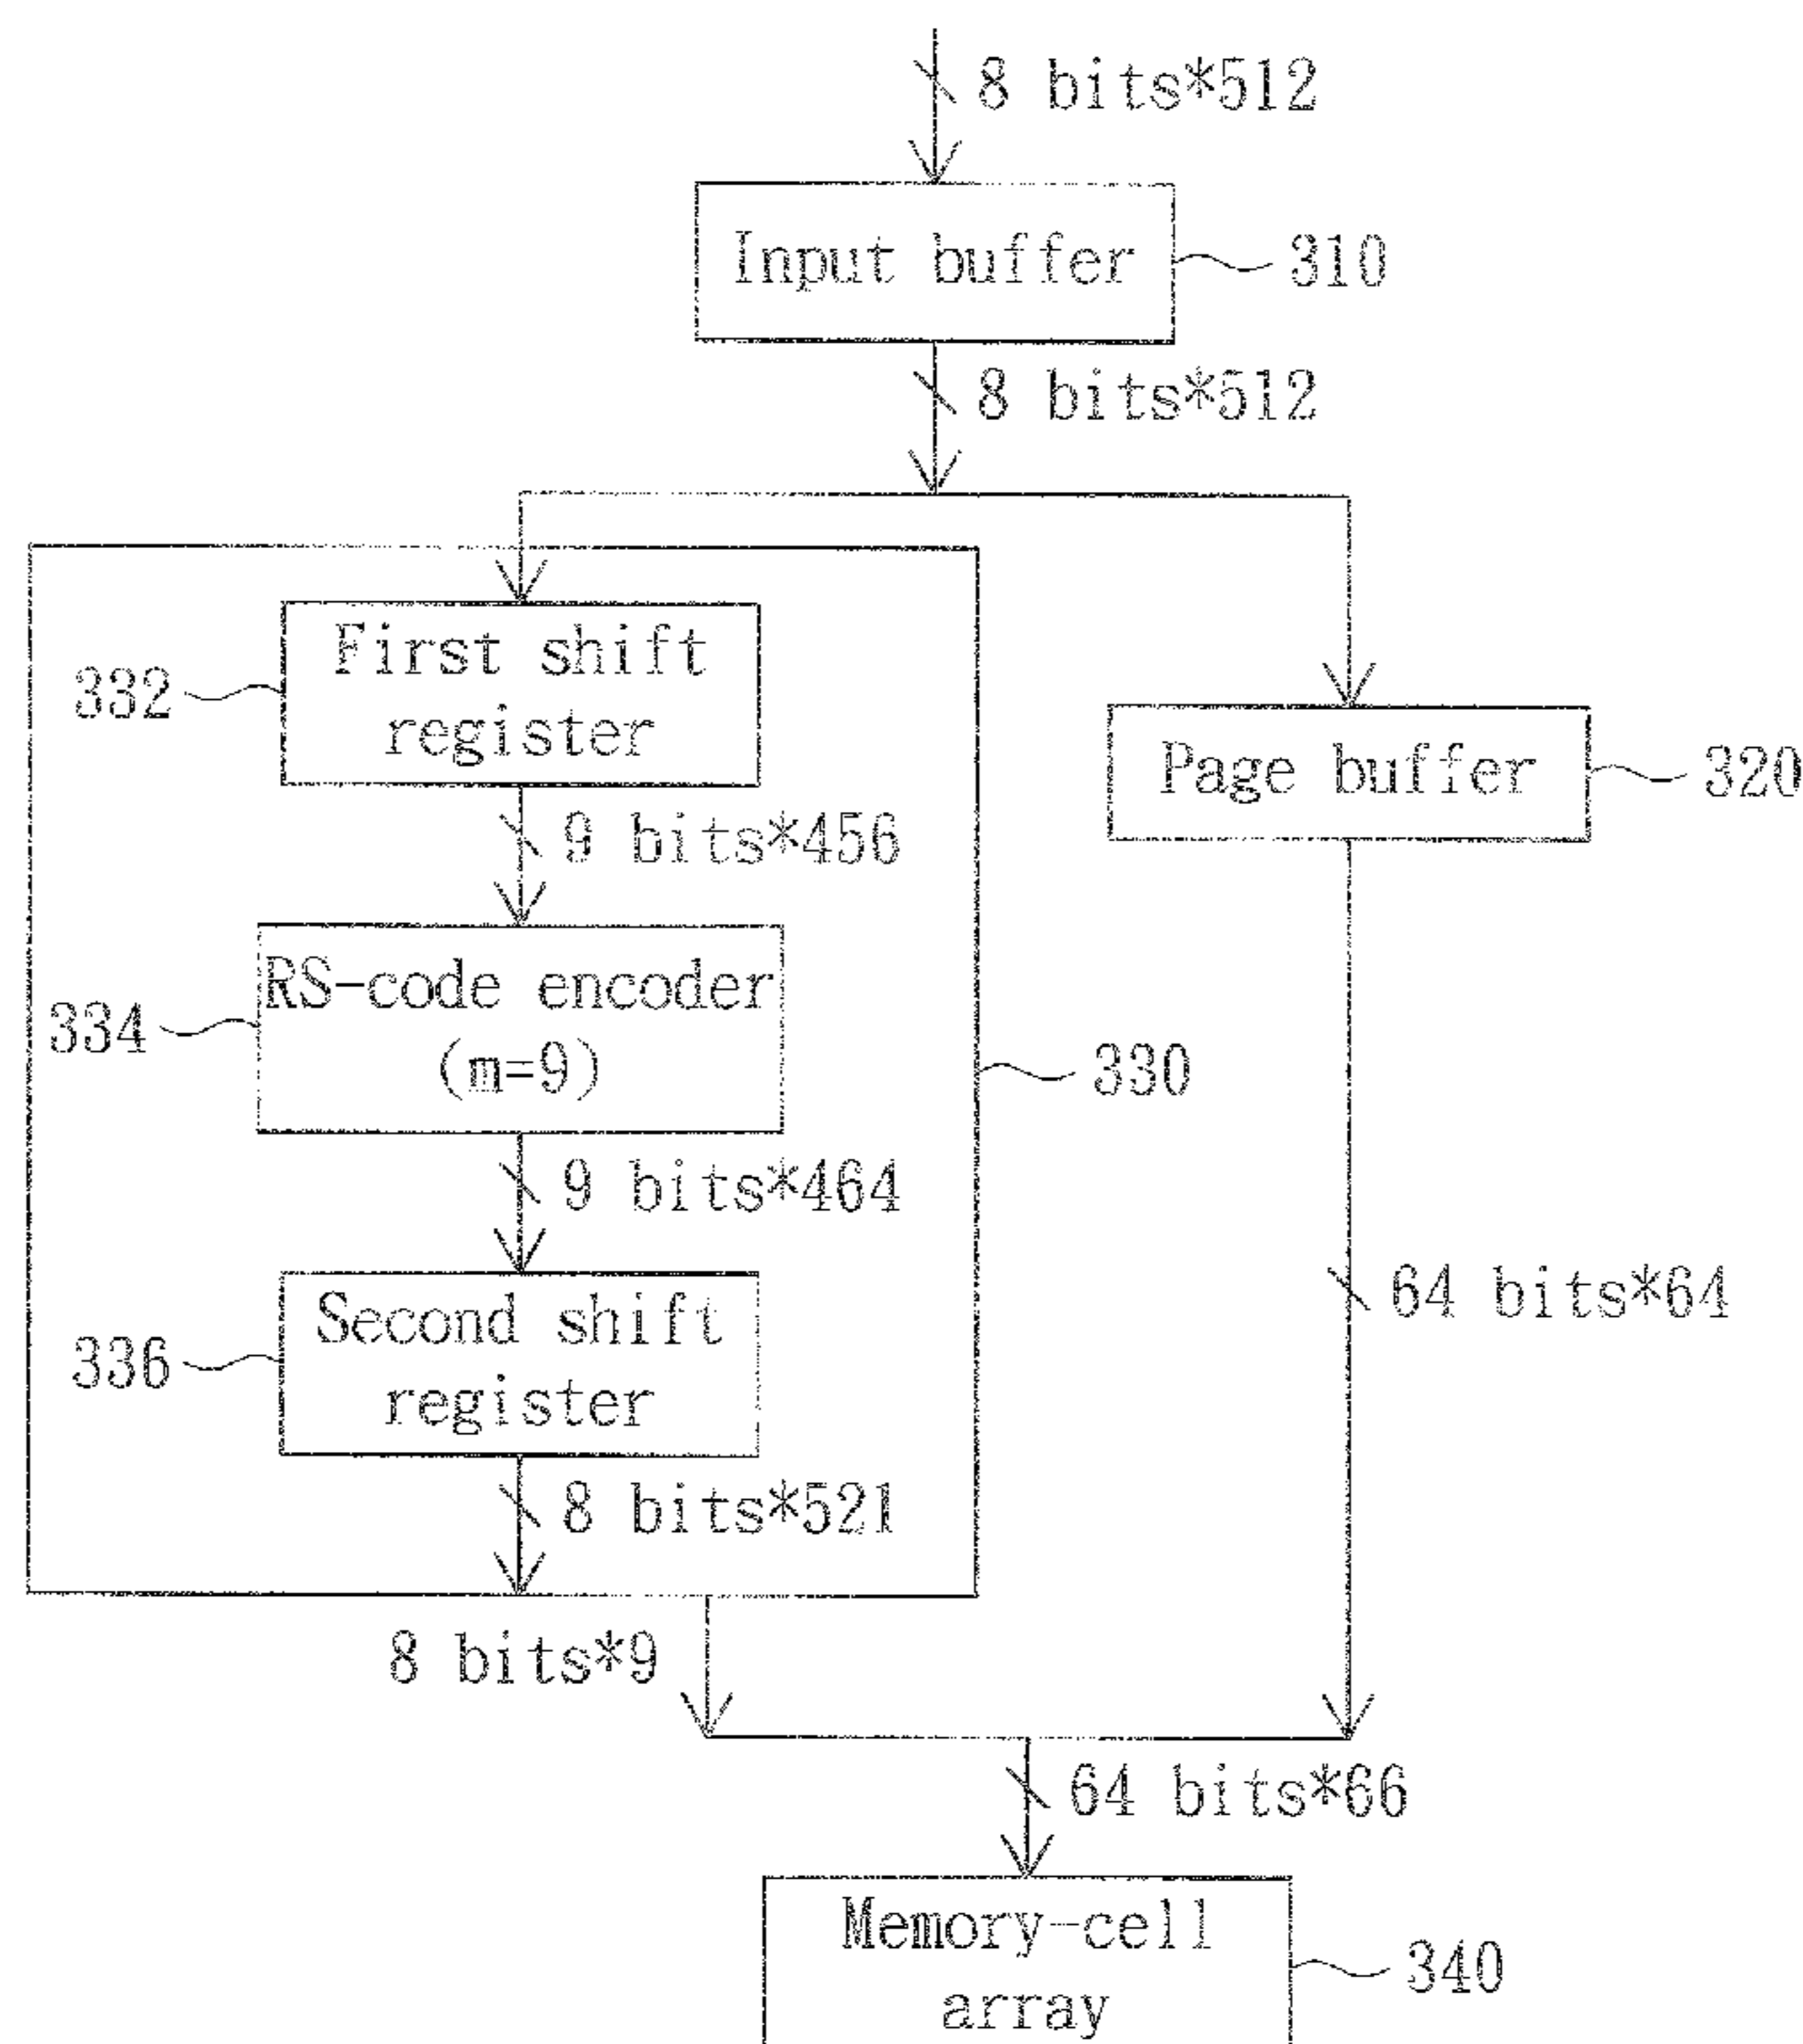 8 bits*512
Input buffer
310
8 bits*512
First shift
register
332
Page buffer
320
9 bits*456
RS-code encoder
(m=9)
334
330
9 bits*464
Second shift
register
336
64 bits*64
8 bits*521
8 bits*9
64 bits*66
Memory-cell
array
340